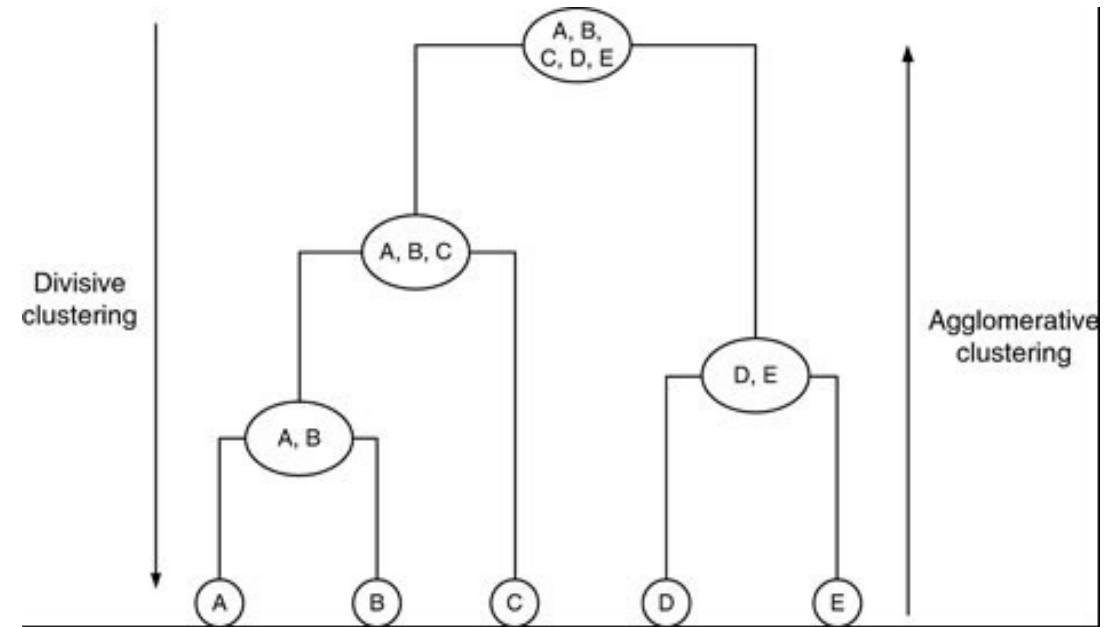 A, B,
C, D, E
A, B, C
Divisive
clustering
Agglomerative
clustering
D, E
A, B
A
B
C
D
E